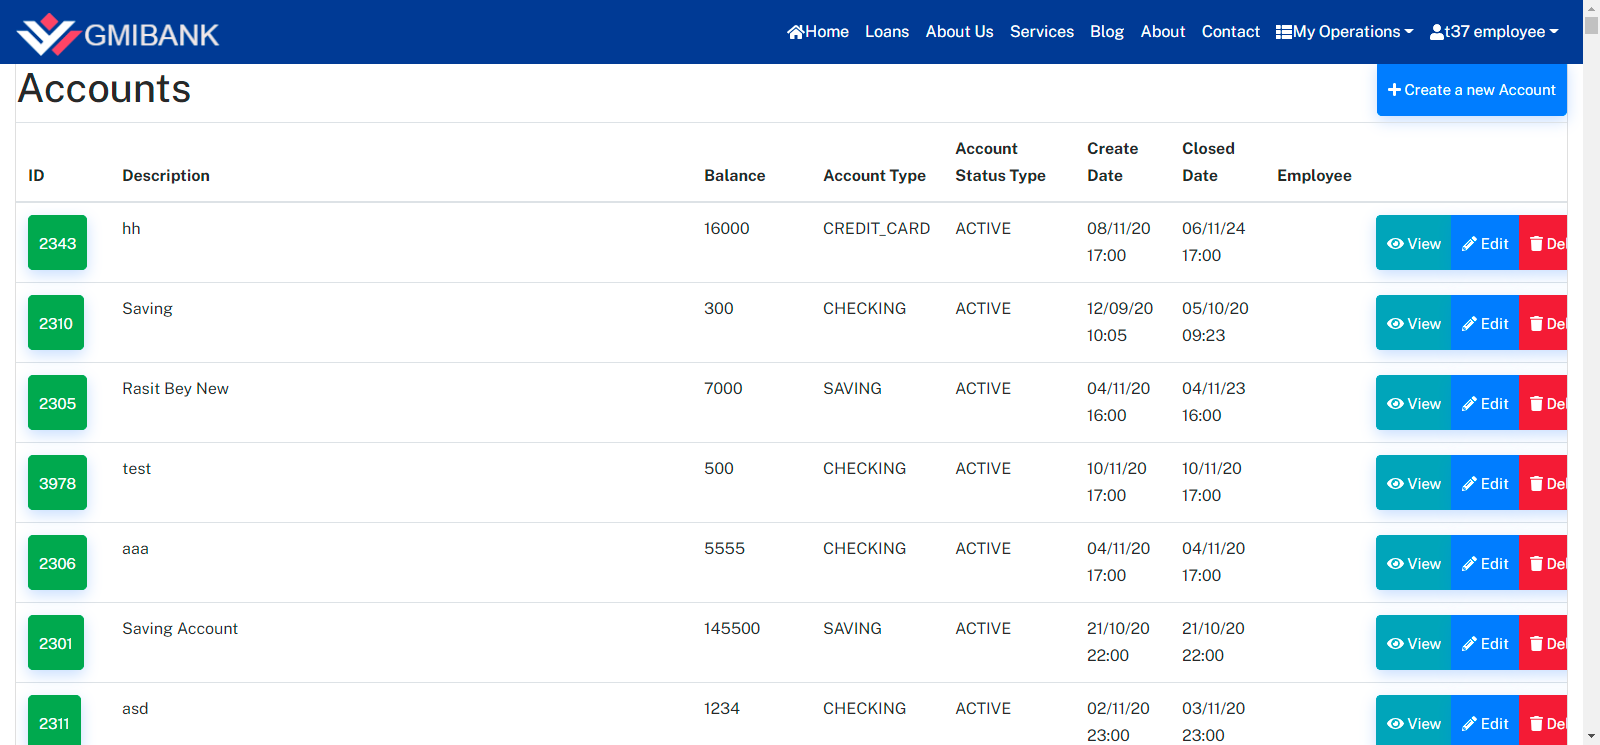 GMIBANK
Home Loans About Us Services Blog About Contact My Operations t37 employee
Accounts
Create a new Account
ID Description Balance Account Type Account Status Type Create Date Closed Date Employee
2343 hh 16000 CREDIT_CARD ACTIVE 08/11/20 17:00 06/11/24 17:00 View Edit Del
2310 Saving 300 CHECKING ACTIVE 12/09/20 10:05 05/10/20 09:23 View Edit Del
2305 Rasit Bey New 7000 SAVING ACTIVE 04/11/20 16:00 04/11/23 16:00 View Edit Del
3978 test 500 CHECKING ACTIVE 10/11/20 17:00 10/11/20 17:00 View Edit Del
2306 aaa 5555 CHECKING ACTIVE 04/11/20 17:00 04/11/20 17:00 View Edit Del
2301 Saving Account 145500 SAVING ACTIVE 21/10/20 22:00 21/10/20 22:00 View Edit Del
2311 asd 1234 CHECKING ACTIVE 02/11/20 23:00 03/11/20 23:00 View Edit Del